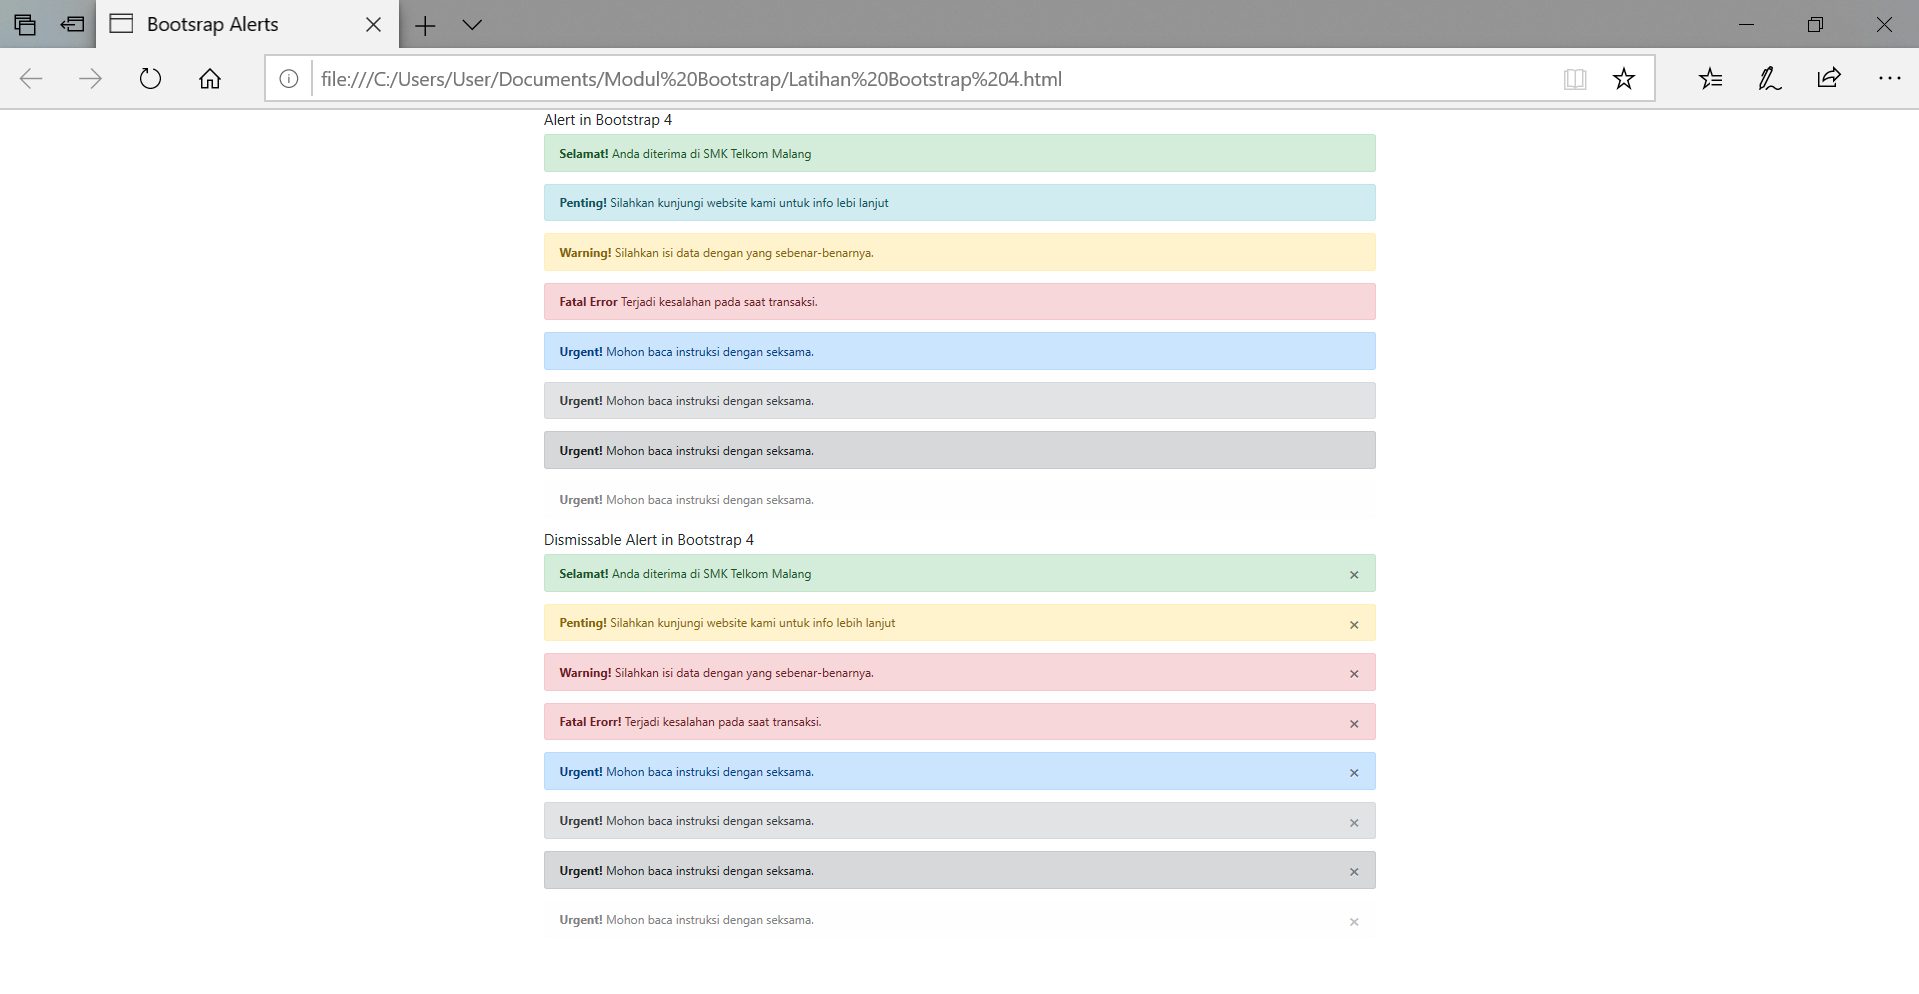 Bootsrap Alerts
file:///C:/Users/User/Documents/Modul%20Bootstrap/Latihan%20Bootstrap%204.html
Alert in Bootstrap 4
Selamat! Anda diterima di SMK Telkom Malang
Penting! Silahkan kunjungi website kami untuk info lebi lanjut
Warning! Silahkan isi data dengan yang sebenar-benarnya.
Fatal Error Terjadi kesalahan pada saat transaksi.
Urgent! Mohon baca instruksi dengan seksama.
Urgent! Mohon baca instruksi dengan seksama.
Urgent! Mohon baca instruksi dengan seksama.
Urgent! Mohon baca instruksi dengan seksama.
Dismissable Alert in Bootstrap 4
Selamat! Anda diterima di SMK Telkom Malang ×
Penting! Silahkan kunjungi website kami untuk info lebih lanjut ×
Warning! Silahkan isi data dengan yang sebenar-benarnya. ×
Fatal Erorr! Terjadi kesalahan pada saat transaksi. ×
Urgent! Mohon baca instruksi dengan seksama. ×
Urgent! Mohon baca instruksi dengan seksama. ×
Urgent! Mohon baca instruksi dengan seksama. ×
Urgent! Mohon baca instruksi dengan seksama. ×